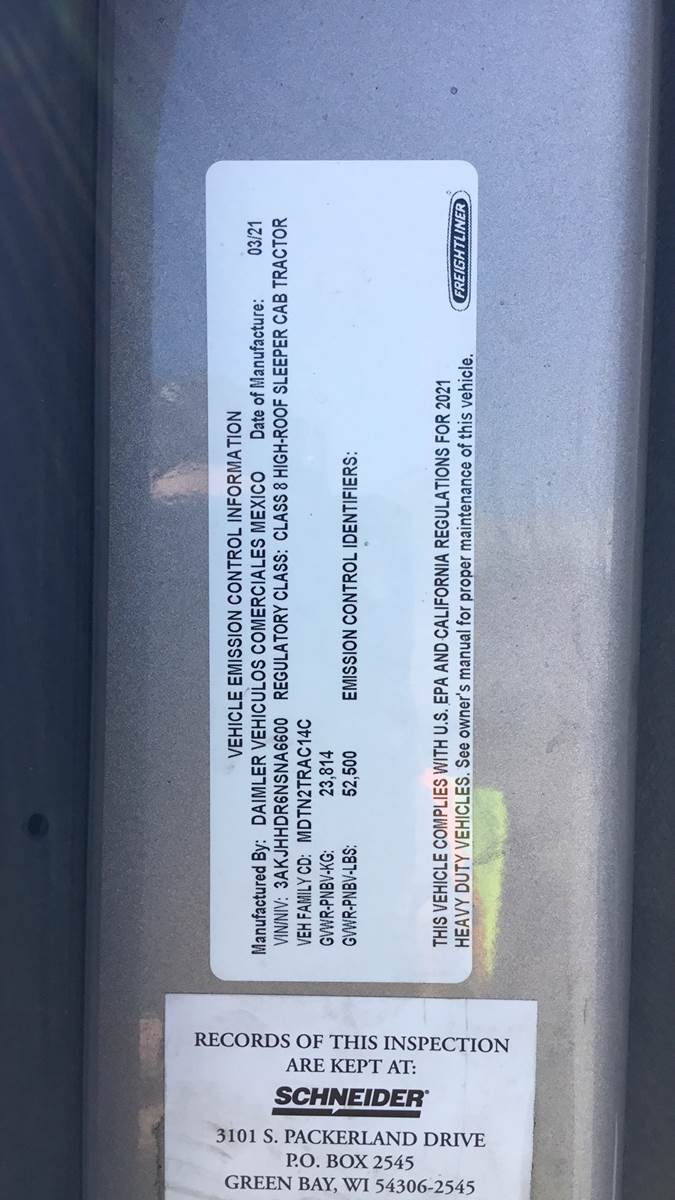 VEHICLE EMISSION CONTROL INFORMATION
Manufactured By: DAIMLER VEHICULOS COMERCIALES MEXICO Date of Manufacture: 03/21
VIN/NIV: 3AKJHHDR6NSNA6600 REGULATORY CLASS: CLASS 8 HIGH-ROOF SLEEPER CAB TRACTOR
VEH FAMILY CD: MDTN2TRAC14C
GVWR-PNBV-KG: 23,814
GVWR-PNBV-LBS: 52,500 EMISSION CONTROL IDENTIFIERS:
THIS VEHICLE COMPLIES WITH U.S. EPA AND CALIFORNIA REGULATIONS FOR 2021
HEAVY DUTY VEHICLES. See owner's manual for proper maintenance of this vehicle.
FREIGHTLINER
RECORDS OF THIS INSPECTION
ARE KEPT AT:
SCHNEIDER®
3101 S. PACKERLAND DRIVE
P.O. BOX 2545
GREEN BAY, WI 54306-2545